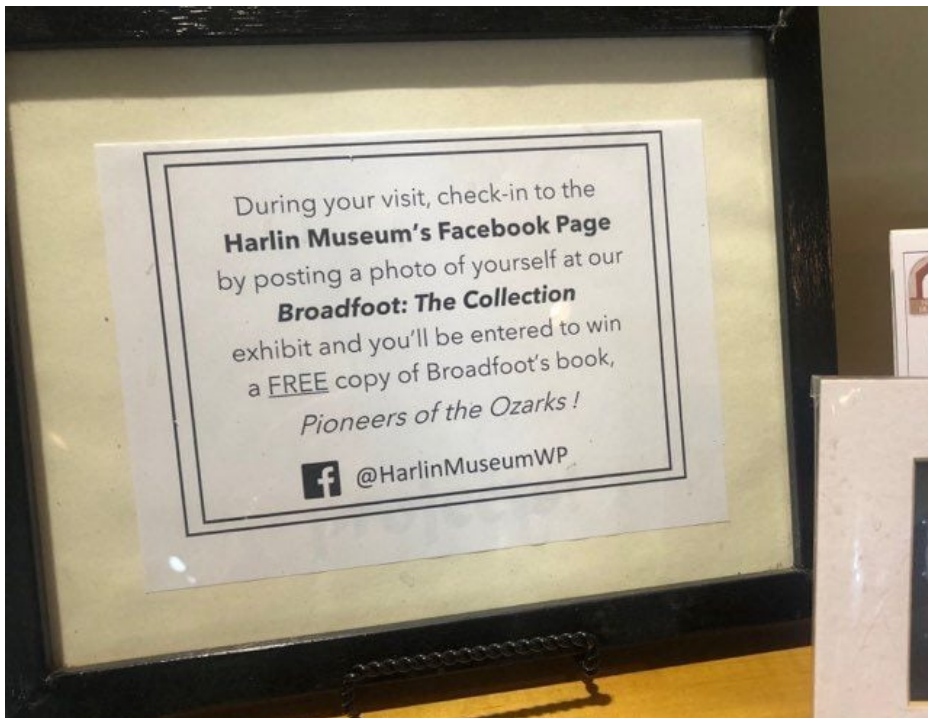 During your visit, check-in to the
Harlin Museum's Facebook Page
by posting a photo of yourself at our
Broadfoot: The Collection
exhibit and you'll be entered to win
a FREE copy of Broadfoot's book,
Pioneers of the Ozarks !
@HarlinMuseumWP